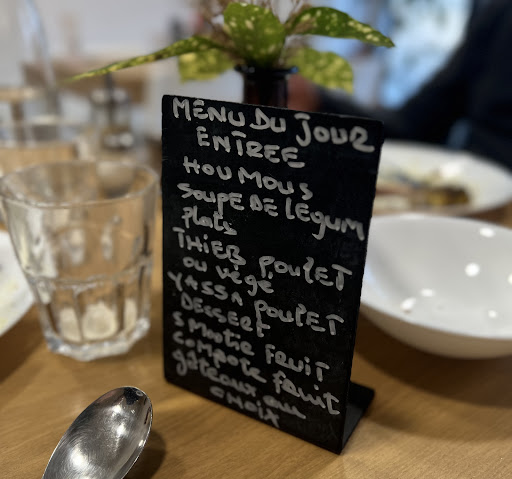 MENU DU JOUR
ENTREE
HOUMOUS
SOUPE DE LEGUM
Plats
THIEB POULET
OU végé
YASSA POULET
DESSERT
SMOOTIE FRUIT
COMPOTE fRuit
gâteaux au
CHOIX